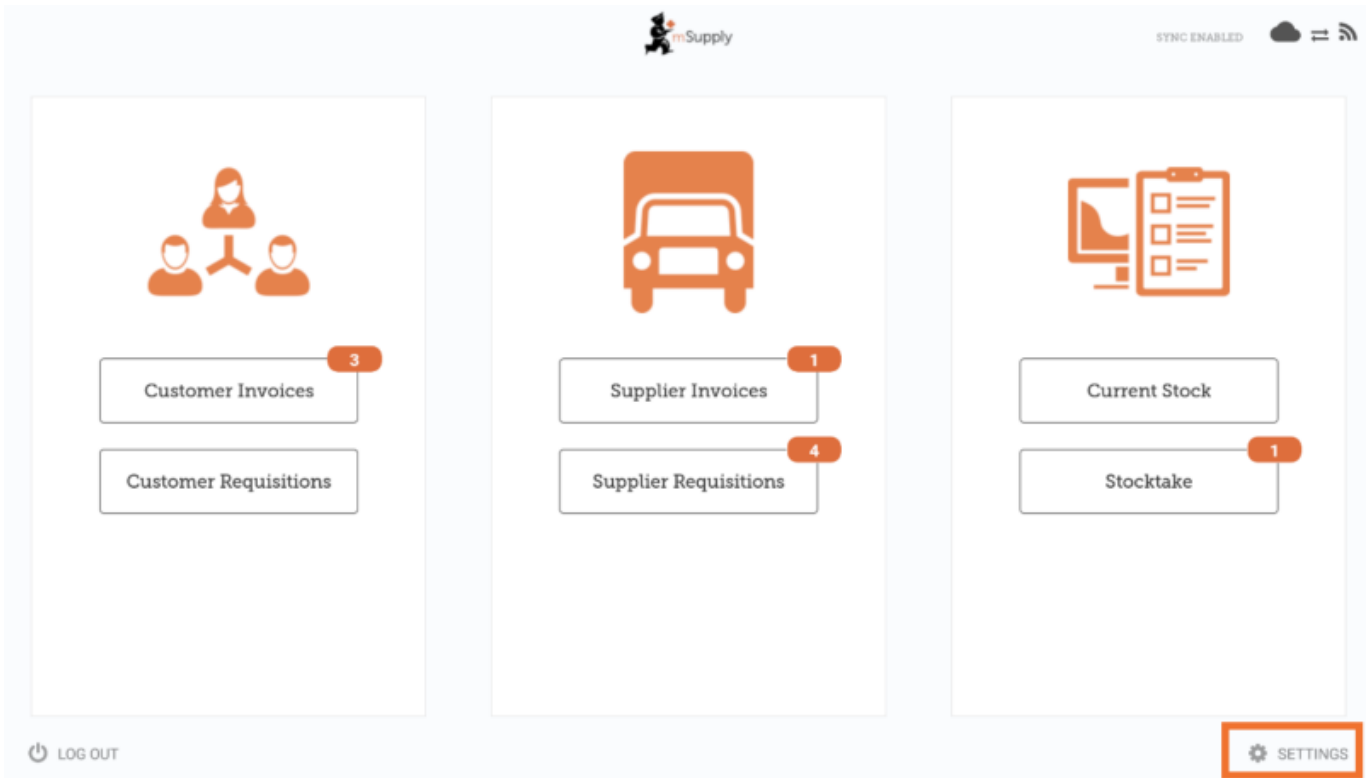 mSupply
SYNC ENABLED
3
Customer Invoices
Customer Requisitions
1
Supplier Invoices
4
Supplier Requisitions
Current Stock
1
Stocktake
LOG OUT
SETTINGS